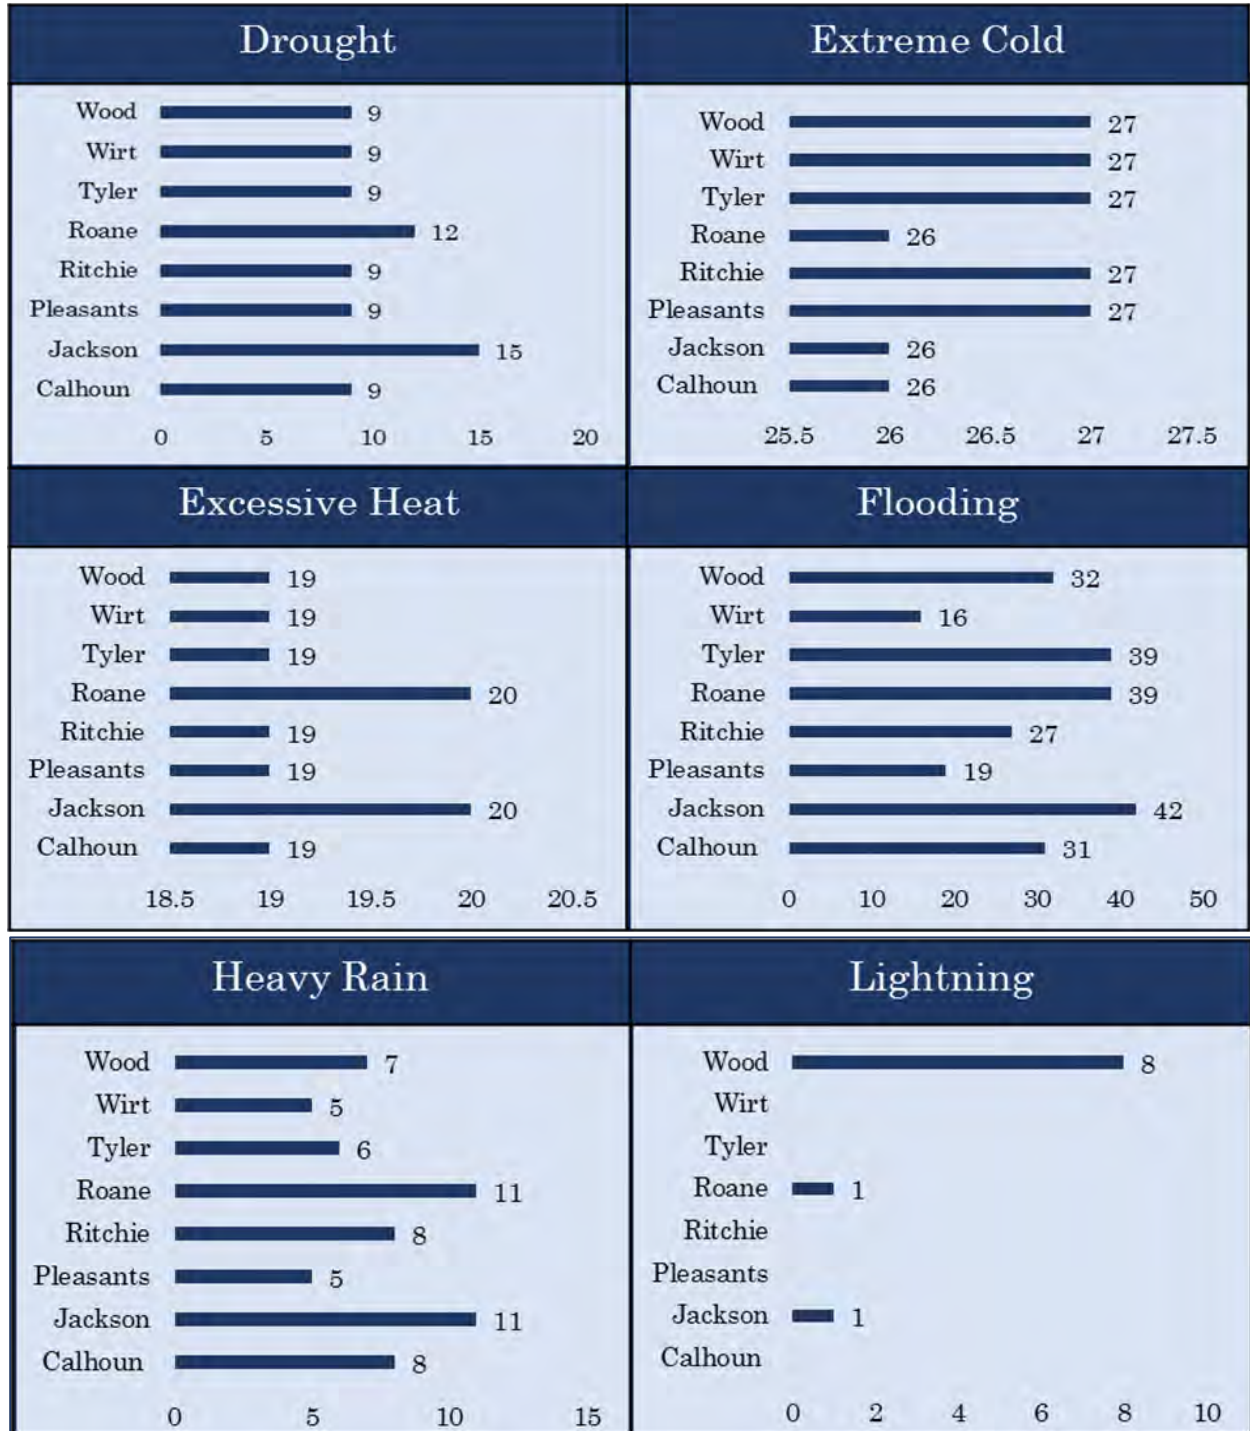 Drought
Wood 9
Wirt 9
Tyler 9
Roane 12
Ritchie 9
Pleasants 9
Jackson 15
Calhoun 9
0 5 10 15 20
Extreme Cold
Wood 27
Wirt 27
Tyler 27
Roane 26
Ritchie 27
Pleasants 27
Jackson 26
Calhoun 26
25.5 26 26.5 27 27.5
Excessive Heat
Wood 19
Wirt 19
Tyler 19
Roane 20
Ritchie 19
Pleasants 19
Jackson 20
Calhoun 19
18.5 19 19.5 20 20.5
Flooding
Wood 32
Wirt 16
Tyler 39
Roane 39
Ritchie 27
Pleasants 19
Jackson 42
Calhoun 31
0 10 20 30 40 50
Heavy Rain
Wood 7
Wirt 5
Tyler 6
Roane 11
Ritchie 8
Pleasants 5
Jackson 11
Calhoun 8
0 5 10 15
Lightning
Wood 8
Wirt
Tyler
Roane 1
Ritchie
Pleasants
Jackson 1
Calhoun
0 2 4 6 8 10